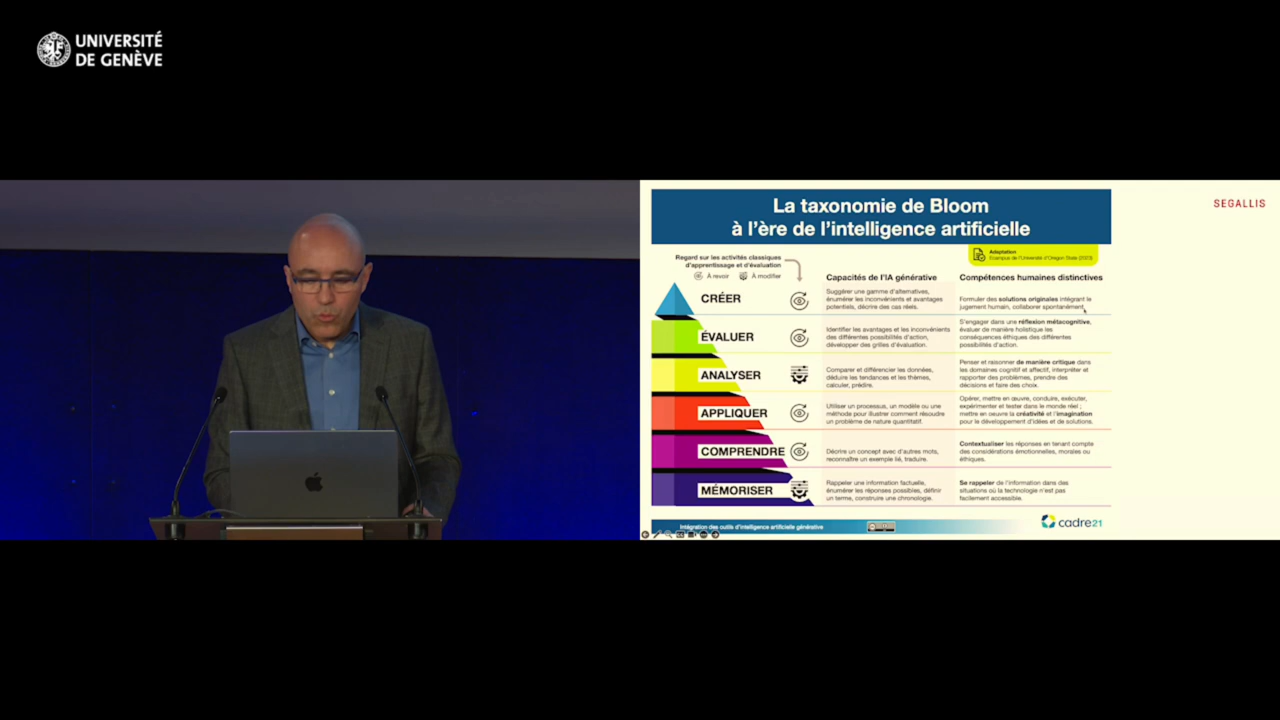 UNIVERSITÉ
DE GENÈVE
La taxonomie de Bloom
à l'ère de l'intelligence artificielle
SEGALLIS
Adaptation
Regard sur les activités classiques
d'apprentissage et d'évaluation
À revoir
À modifier
Capacités de l'IA générative
Compétences humaines distinctives
CRÉER
Suggérer une gamme d'alternatives,
énumérer les inconvénients et avantages
potentiels, décrire des cas réels.
Formuler des solutions originales intégrant le
jugement humain, collaborer spontanément.
ÉVALUER
Identifier les avantages et les inconvénients
des différentes possibilités d'action,
développer des grilles d'évaluation.
S'engager dans une réflexion métacognitive,
évaluer de manière holistique les
conséquences éthiques des différentes
possibilités d'action.
ANALYSER
Comparer et différencier les données,
déduire les tendances et les thèmes,
calculer, prédire.
Penser et raisonner de manière critique dans
les domaines cognitif et affectif, interpréter et
rapporter des problèmes, prendre des
décisions et faire des choix.
APPLIQUER
Utiliser un processus, un modèle ou une
méthode pour illustrer comment résoudre
un problème de nature quantitatif.
Opérer, mettre en œuvre, conduire, exécuter,
expérimenter et tester dans le monde réel ;
mettre en oeuvre la créativité et l'imagination
pour le développement d'idées et de solutions.
COMPRENDRE
Décrire un concept avec d'autres mots,
reconnaître un exemple lié, traduire.
Contextualiser les réponses en tenant compte
des considérations émotionnelles, morales ou
éthiques.
MÉMORISER
Rappeler une information factuelle,
énumérer les réponses possibles, définir
un terme, construire une chronologie.
Se rappeler de l'information dans des
situations où la technologie n'est pas
facilement accessible.
Intégration des outils d'intelligence artificielle générative
cadre21